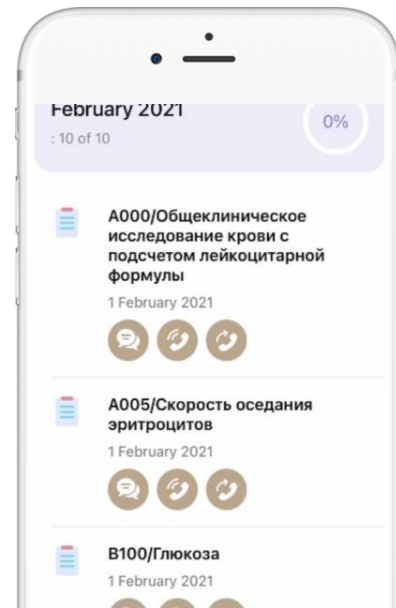 February 2021
: 10 of 10
0%
A000/Общеклиническое
исследование крови с
подсчетом лейкоцитарной
формулы
1 February 2021
A005/Скорость оседания
эритроцитов
1 February 2021
B100/Глюкоза
1 February 2021